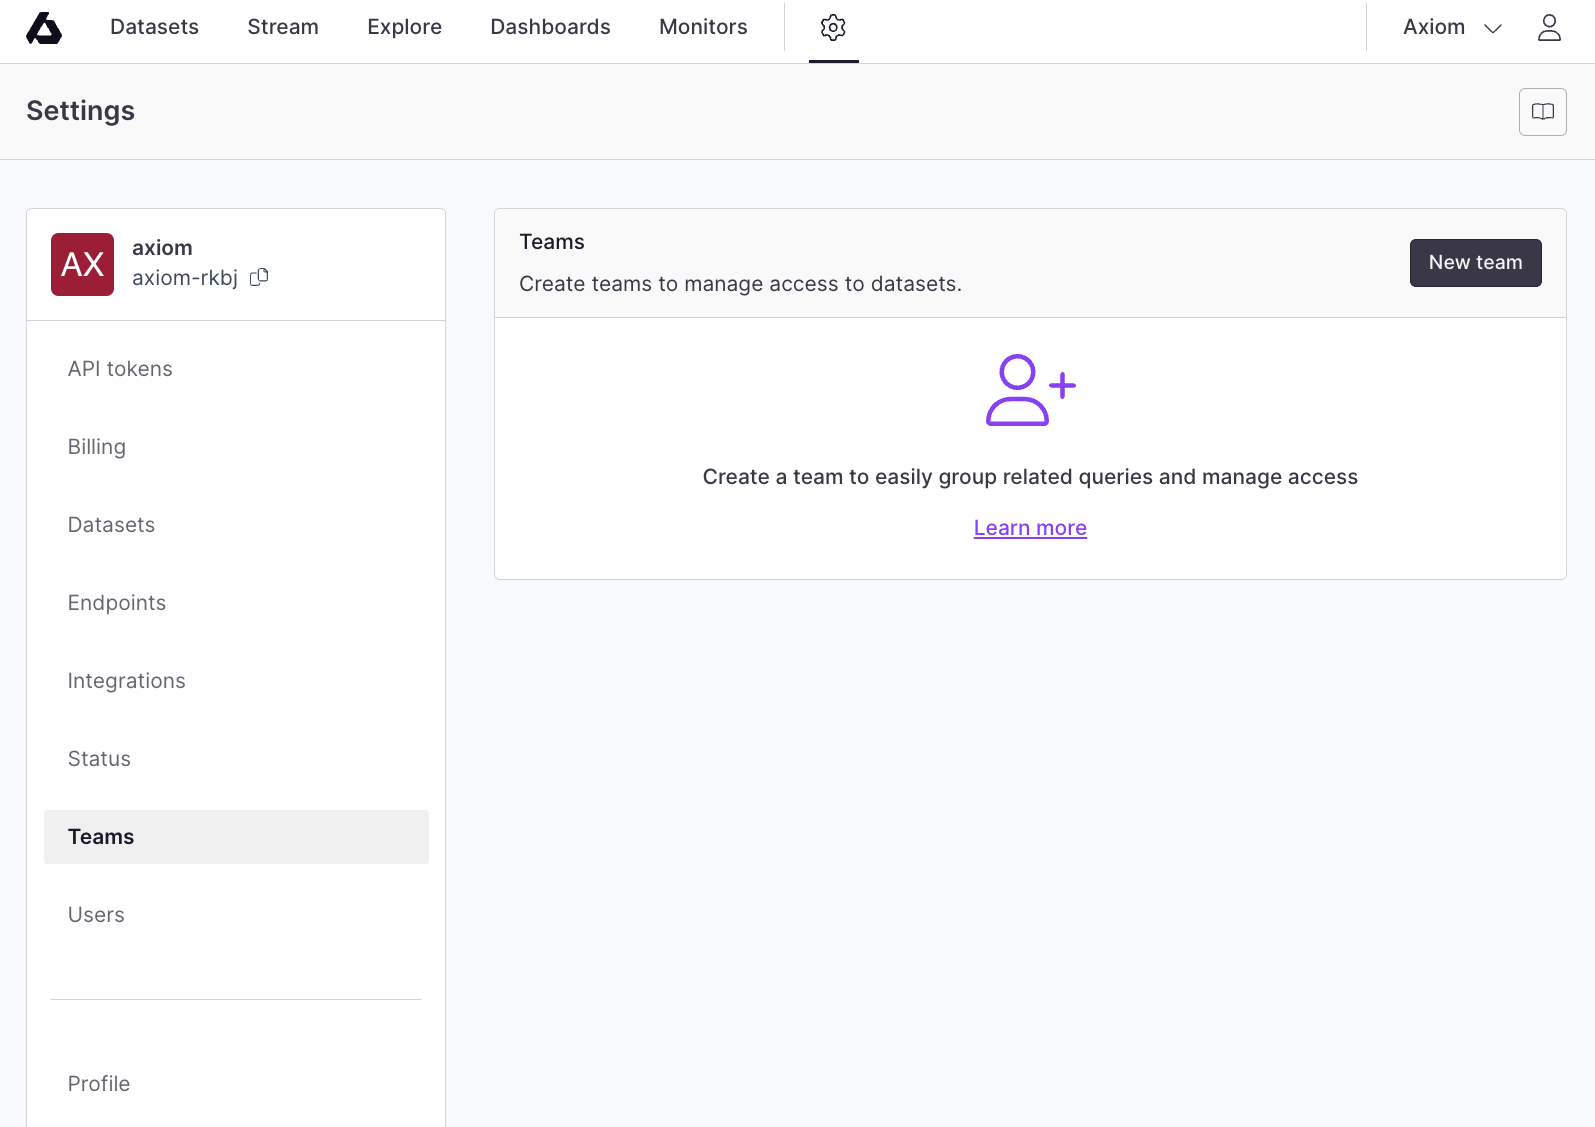 Datasets Stream Explore Dashboards Monitors Axiom
Settings
AX
axiom
axiom-rkbj
API tokens
Billing
Datasets
Endpoints
Integrations
Status
Teams
Users
Profile
Teams
Create teams to manage access to datasets.
New team
Create a team to easily group related queries and manage access
Learn more